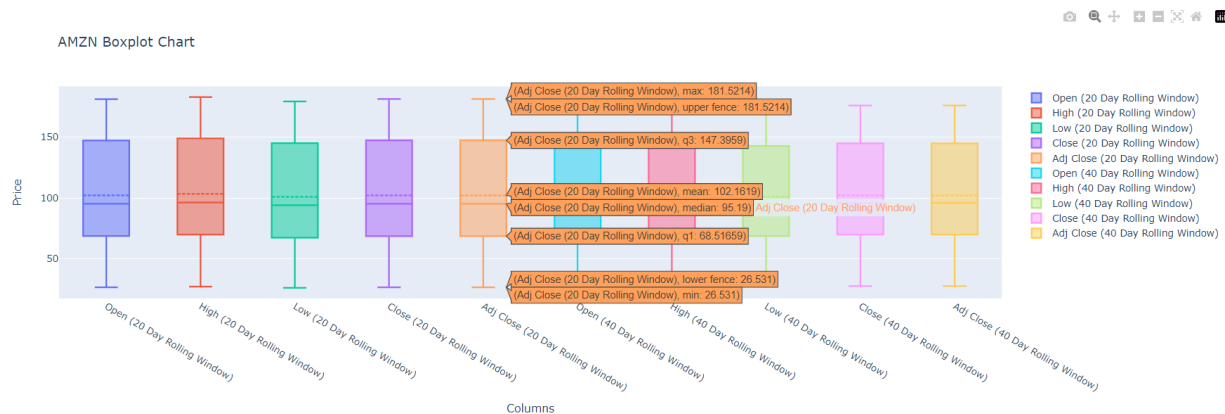 AMZN Boxplot Chart
(Adj Close (20 Day Rolling Window), max: 181.5214)
(Adj Close (20 Day Rolling Window), upper fence: 181.5214)
(Adj Close (20 Day Rolling Window), q3: 147.3959)
(Adj Close (20 Day Rolling Window), mean: 102.1619)
(Adj Close (20 Day Rolling Window), median: 95.19) Adj Close (20 Day Rolling Window)
(Adj Close (20 Day Rolling Window), q1: 68.51659)
(Adj Close (20 Day Rolling Window), lower fence: 26.531)
(Adj Close (20 Day Rolling Window), min: 26.531)
Price
150
100
50
Open (20 Day Rolling Window)
High (20 Day Rolling Window)
Low (20 Day Rolling Window)
Close (20 Day Rolling Window)
Adj Close (20 Day Rolling Window)
Open (40 Day Rolling Window)
High (40 Day Rolling Window)
Low (40 Day Rolling Window)
Close (40 Day Rolling Window)
Adj Close (40 Day Rolling Window)
Columns
Open (20 Day Rolling Window)
High (20 Day Rolling Window)
Low (20 Day Rolling Window)
Close (20 Day Rolling Window)
Adj Close (20 Day Rolling Window)
Open (40 Day Rolling Window)
High (40 Day Rolling Window)
Low (40 Day Rolling Window)
Close (40 Day Rolling Window)
Adj Close (40 Day Rolling Window)